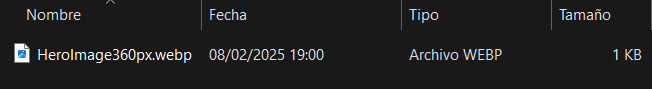 Nombre Fecha Tipo Tamaño
HeroImage360px.webp 08/02/2025 19:00 Archivo WEBP 1 KB